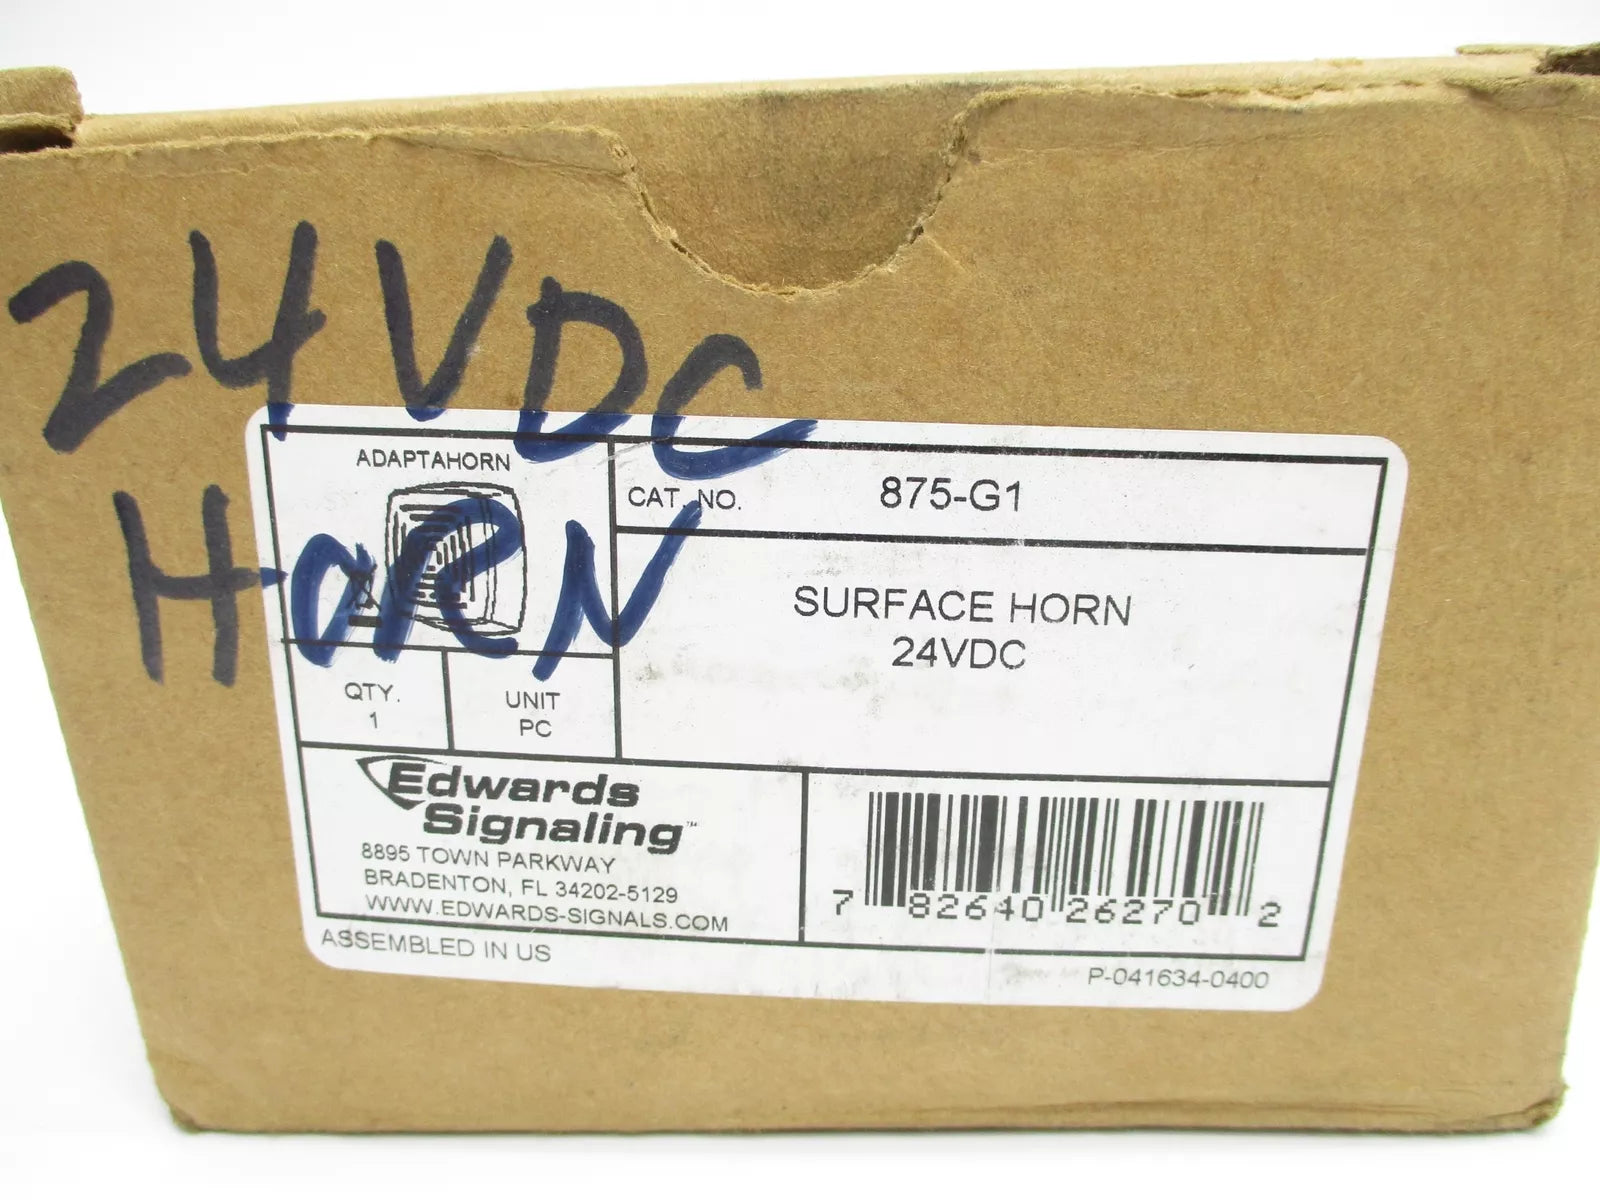 24VDC
HORN
ADAPTAHORN
CAT. NO. 875-G1
SURFACE HORN
24VDC
QTY.
1
UNIT
PC
Edwards
Signaling™
8895 TOWN PARKWAY
BRADENTON, FL 34202-5129
WWW.EDWARDS-SIGNALS.COM
7 82640 26270 2
ASSEMBLED IN US
P-041634-0400